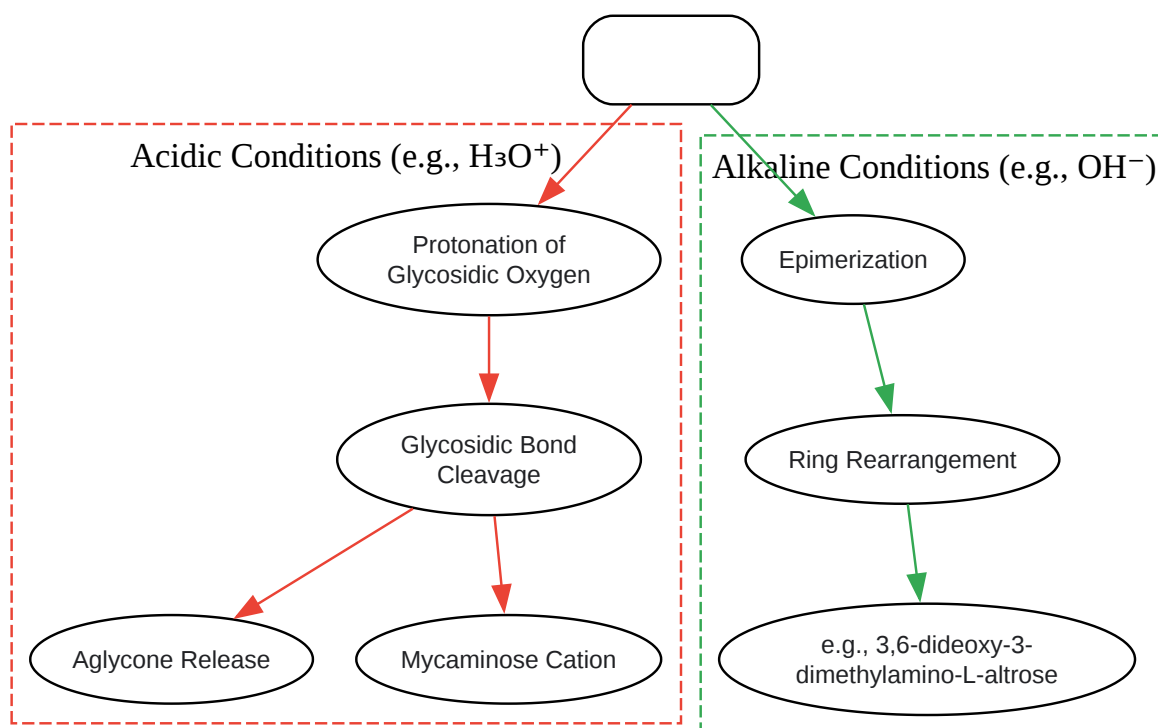 Acidic Conditions (e.g., H₃O⁺)
Alkaline Conditions (e.g., OH⁻)
Protonation of
Glycosidic Oxygen
Epimerization
Glycosidic Bond
Cleavage
Ring Rearrangement
Aglycone Release
Mycaminose Cation
e.g., 3,6-dideoxy-3-
dimethylamino-L-altrose